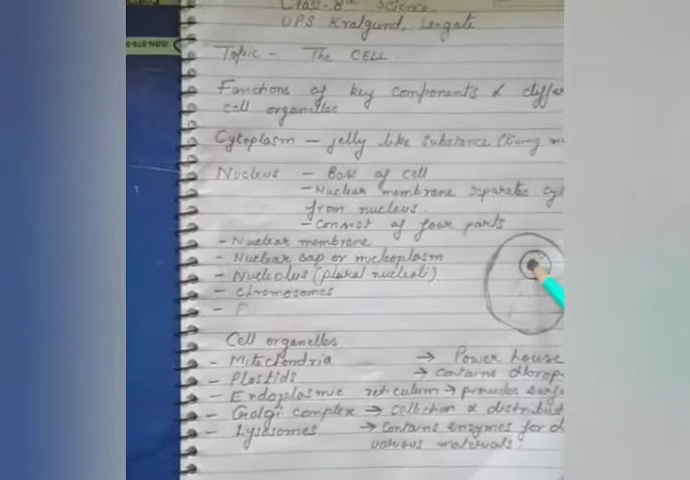 Class-8th Science
UPS Kralgund,
Topic - The CELL
Functions of key components & diffe
cell organelles
Cytoplasm - jelly like substance (living
Nucleus - Boss of cell
- Nuclear membrane separates cy
from nucleus
- Consist of four parts
- Nuclear membrane
- Nuclear sap or nucleoplasm
- Nucleolus (plural nucleoli)
- Chromosomes
Cell organelles
- Mitochondria → Power house
- Plastids → contains chlorop
- Endoplasmic reticulum → provides surf
- Golgi complex → collection & distribut
- Lysosomes → Contains enzymes for d
various materials.